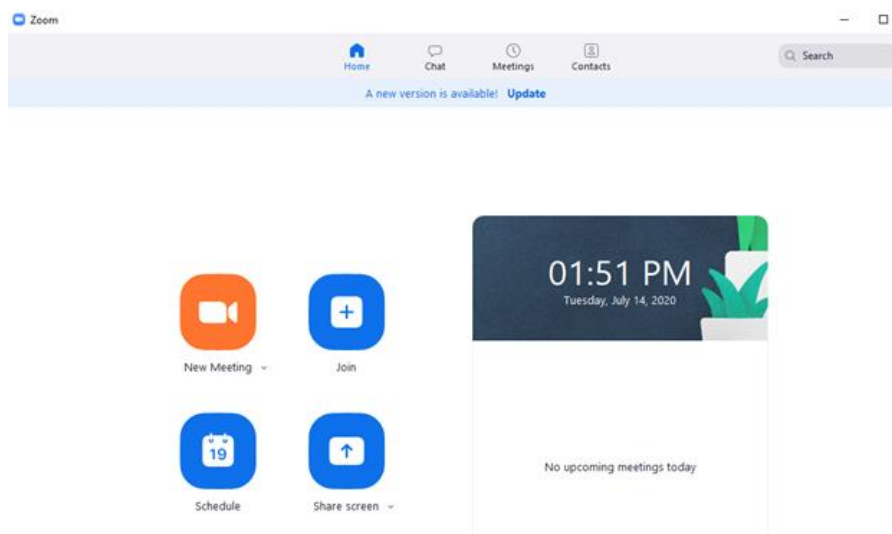 Zoom
Home Chat Meetings Contacts
Search
A new version is available! Update
01:51 PM
Tuesday, July 14, 2020
New Meeting Join
19
Schedule Share screen
No upcoming meetings today